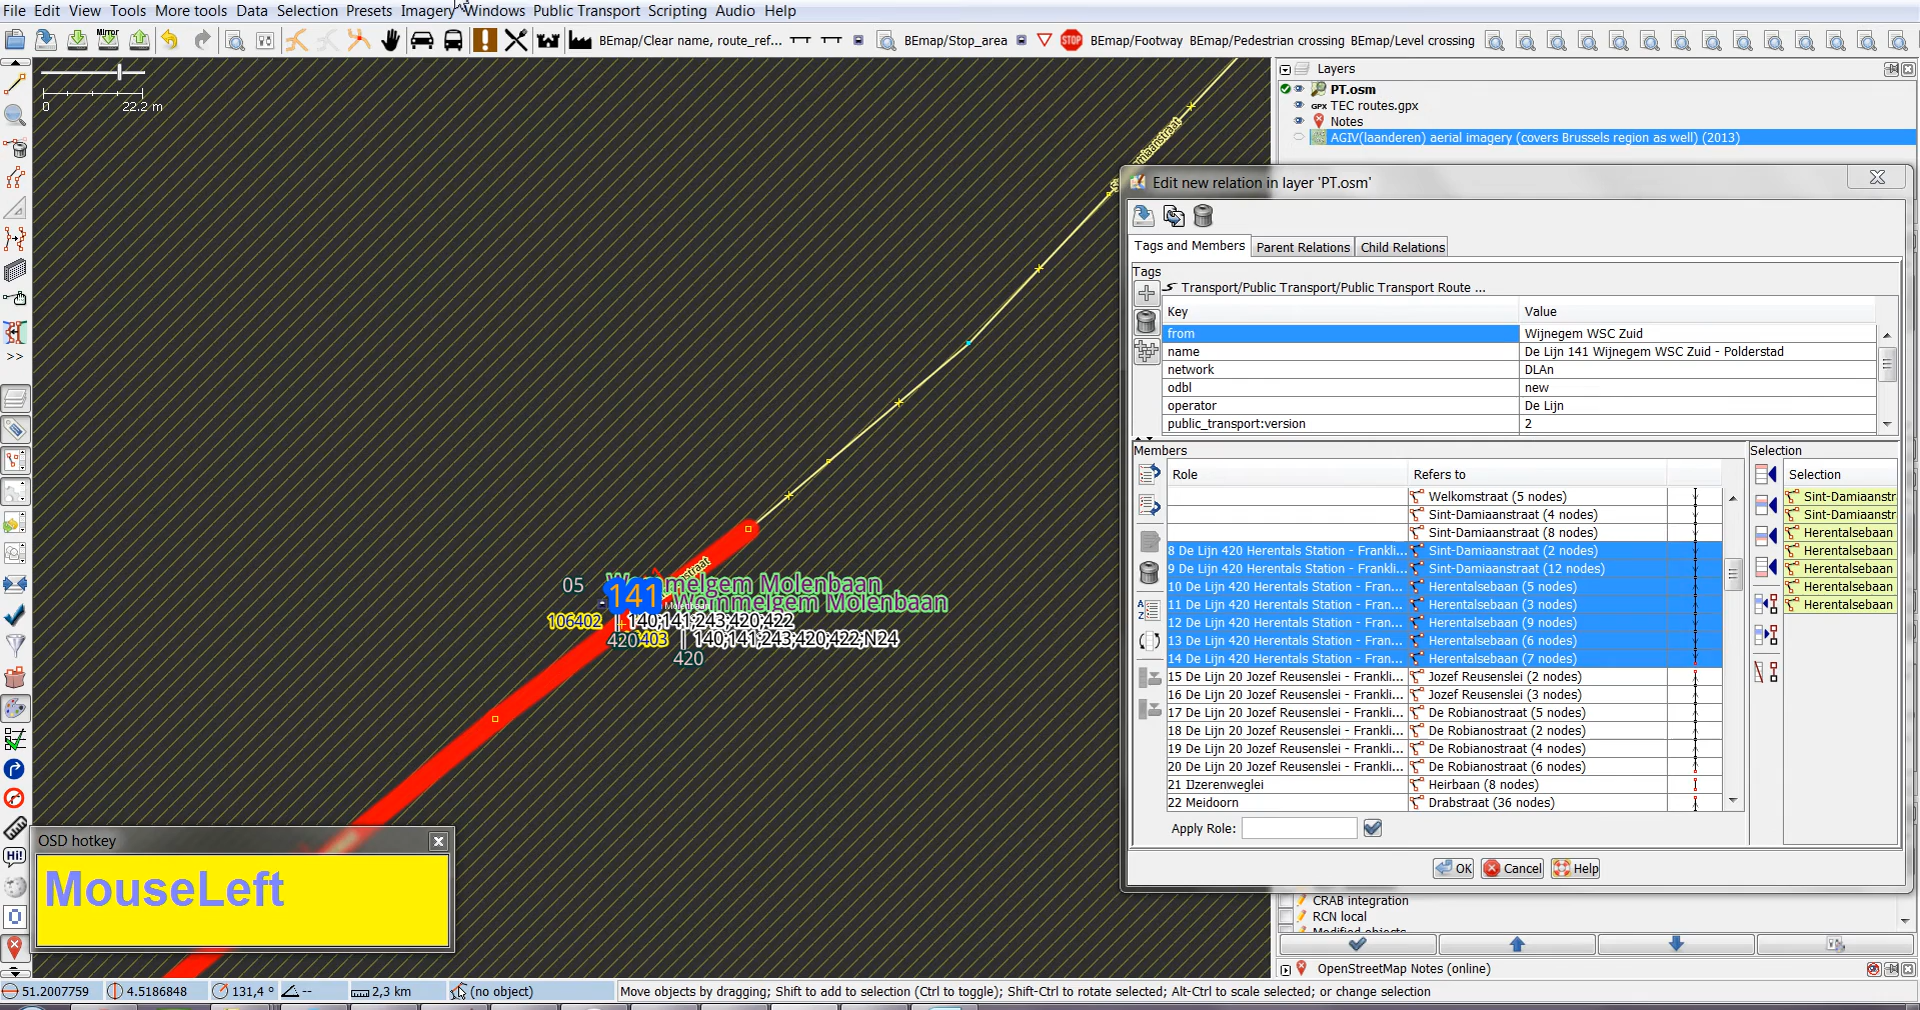 File Edit View Tools More tools Data Selection Presets Imagery Windows Public Transport Scripting Audio Help
Mirror
BEmap/Clear name, route_ref... BEmap/Stop_area STOP BEmap/Footway BEmap/Pedestrian crossing BEmap/Level crossing
0 22.2 m
Layers
PT.osm
GPX TEC routes.gpx
Notes
AGIV(laanderen) aerial imagery (covers Brussels region as well) (2013)
Edit new relation in layer 'PT.osm'
Tags and Members Parent Relations Child Relations
Tags
Transport/Public Transport/Public Transport Route ...
Key Value
from Wijnegem WSC Zuid
name De Lijn 141 Wijnegem WSC Zuid - Polderstad
network DLAn
odbl new
operator De Lijn
public_transport:version 2
Members Selection
Role Refers to Selection
Welkomstraat (5 nodes) Sint-Damiaanstr
Sint-Damiaanstraat (4 nodes) Sint-Damiaanstr
Sint-Damiaanstraat (8 nodes) Herentalsebaan
8 De Lijn 420 Herentals Station - Frankli... Sint-Damiaanstraat (2 nodes) Herentalsebaan
9 De Lijn 420 Herentals Station - Frankli... Sint-Damiaanstraat (12 nodes) Herentalsebaan
10 De Lijn 420 Herentals Station - Fran... Herentalsebaan (5 nodes) Herentalsebaan
11 De Lijn 420 Herentals Station - Fran... Herentalsebaan (3 nodes) Herentalsebaan
12 De Lijn 420 Herentals Station - Fran... Herentalsebaan (9 nodes)
13 De Lijn 420 Herentals Station - Fran... Herentalsebaan (6 nodes)
14 De Lijn 420 Herentals Station - Fran... Herentalsebaan (7 nodes)
15 De Lijn 20 Jozef Reusenslei - Frankli... Jozef Reusenslei (2 nodes)
16 De Lijn 20 Jozef Reusenslei - Frankli... Jozef Reusenslei (3 nodes)
17 De Lijn 20 Jozef Reusenslei - Frankli... De Robianostraat (5 nodes)
18 De Lijn 20 Jozef Reusenslei - Frankli... De Robianostraat (2 nodes)
19 De Lijn 20 Jozef Reusenslei - Frankli... De Robianostraat (4 nodes)
20 De Lijn 20 Jozef Reusenslei - Frankli... De Robianostraat (6 nodes)
21 IJzerenweglei Heirbaan (8 nodes)
22 Meidoorn Drabstraat (36 nodes)
Apply Role:
OK Cancel Help
05
141
Wommelgem Molenbaan
106402 140;141;243;420;422
420 403 140;141;243;420;422;N24
420
>>
Hi!
OSD hotkey
MouseLeft
CRAB integration
RCN local
Modified objects
OpenStreetMap Notes (online)
51.2007759 4.5186848 131,4 ° -- 2,3 km (no object) Move objects by dragging; Shift to add to selection (Ctrl to toggle); Shift-Ctrl to rotate selected; Alt-Ctrl to scale selected; or change selection